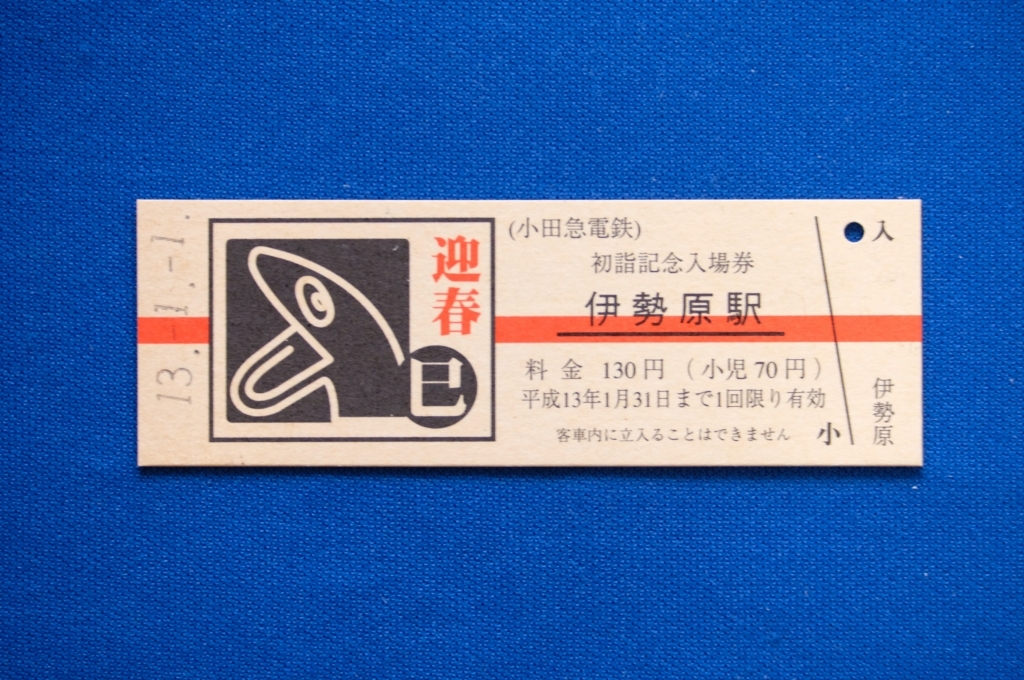 13.-1.-1.
迎春
巳
(小田急電鉄)
初詣記念入場券
伊勢原駅
料金 130円 (小児70円)
平成13年1月31日まで1回限り有効
客車内に立入ることはできません
小
入
伊勢原